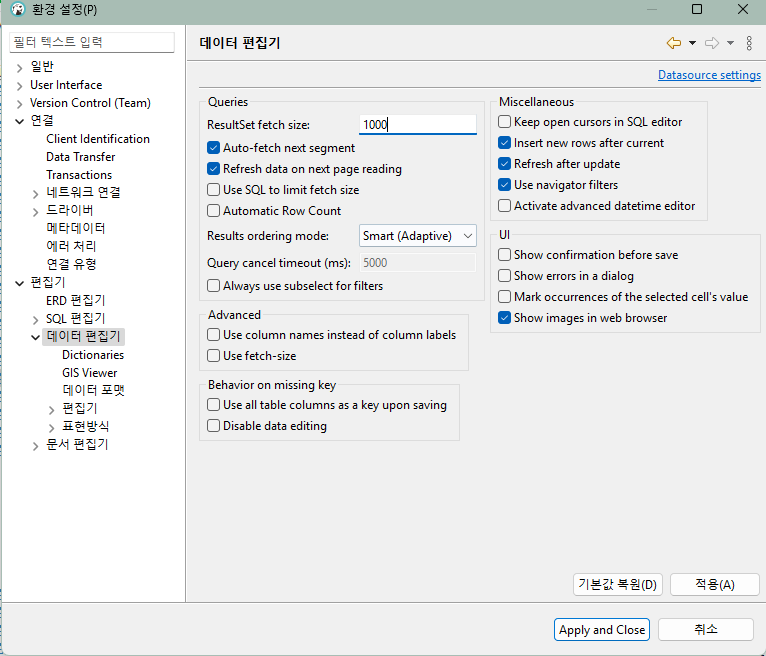 환경 설정(P)
필터 텍스트 입력
일반
User Interface
Version Control (Team)
연결
Client Identification
Data Transfer
Transactions
네트워크 연결
드라이버
메타데이터
에러 처리
연결 유형
편집기
ERD 편집기
SQL 편집기
데이터 편집기
Dictionaries
GIS Viewer
데이터 포맷
편집기
표현방식
문서 편집기
데이터 편집기
Datasource settings
Queries
ResultSet fetch size: 1000
Auto-fetch next segment
Refresh data on next page reading
Use SQL to limit fetch size
Automatic Row Count
Results ordering mode: Smart (Adaptive)
Query cancel timeout (ms): 5000
Always use subselect for filters
Advanced
Use column names instead of column labels
Use fetch-size
Behavior on missing key
Use all table columns as a key upon saving
Disable data editing
Miscellaneous
Keep open cursors in SQL editor
Insert new rows after current
Refresh after update
Use navigator filters
Activate advanced datetime editor
UI
Show confirmation before save
Show errors in a dialog
Mark occurrences of the selected cell's value
Show images in web browser
기본값 복원(D)
적용(A)
Apply and Close
취소